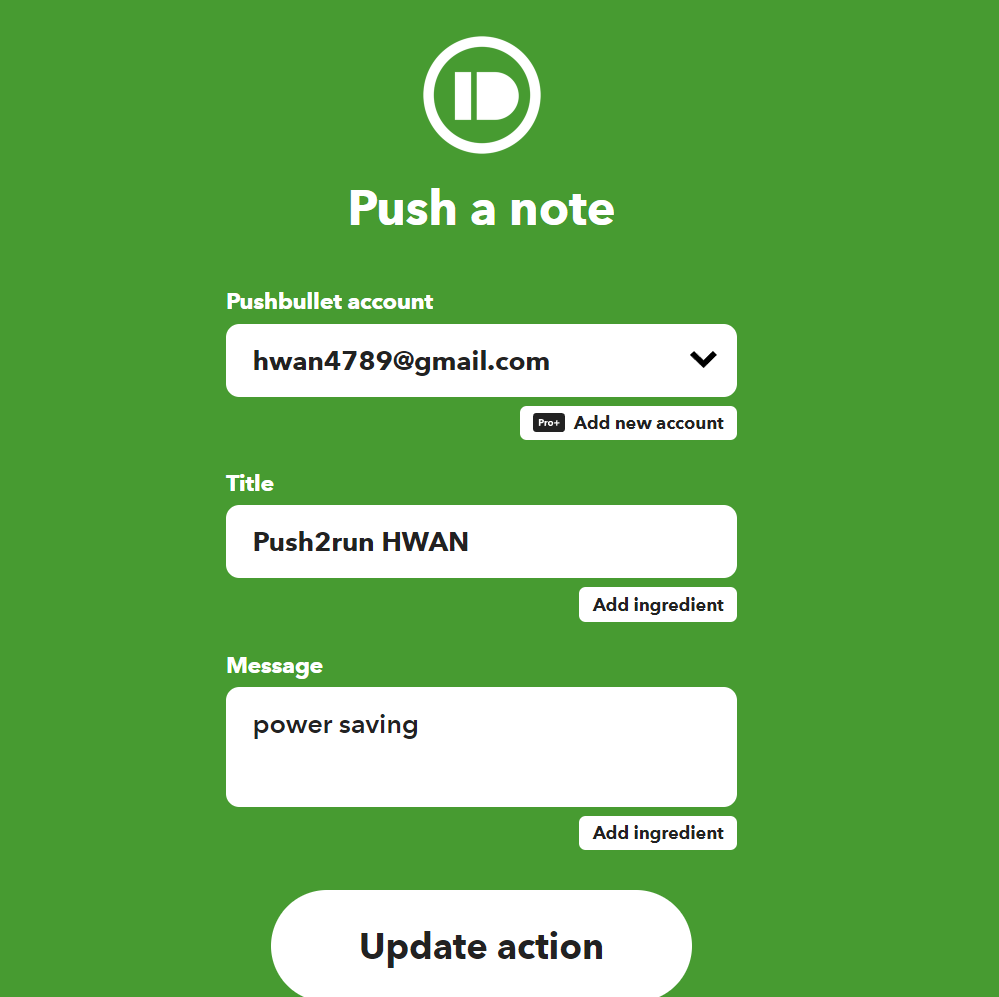 Push a note
Pushbullet account
hwan4789@gmail.com
Pro+ Add new account
Title
Push2run HWAN
Add ingredient
Message
power saving
Add ingredient
Update action